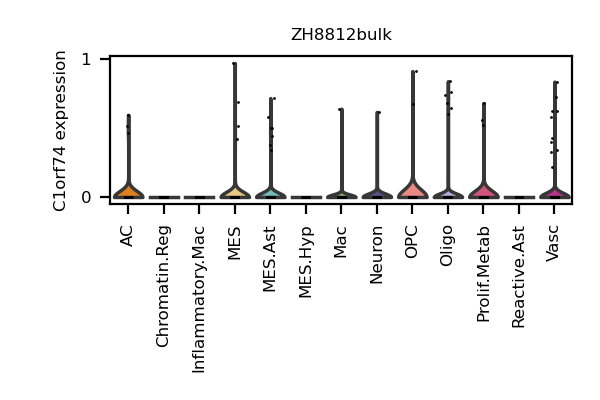 ZH8812bulk
C1orf74 expression
1
0
AC
Chromatin.Reg
Inflammatory.Mac
MES
MES.Ast
MES.Hyp
Mac
Neuron
OPC
Oligo
Prolif.Metab
Reactive.Ast
Vasc